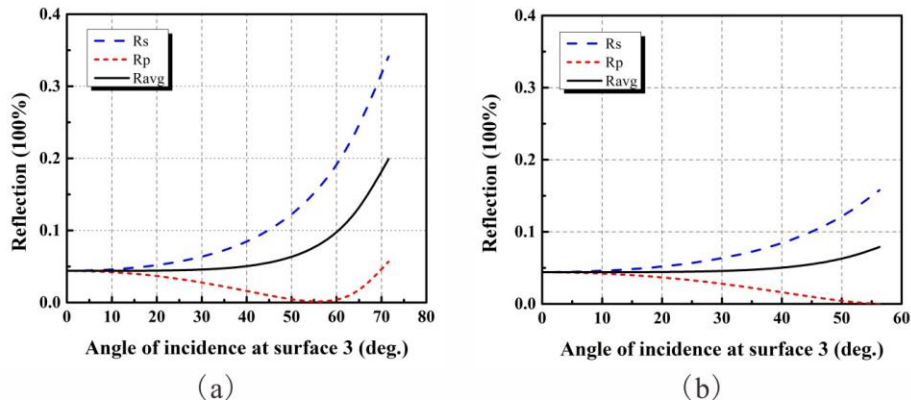 0.4
Rs
Rp
Ravg
0.3
0.2
0.1
0.0
Reflection (100%)
0 10 20 30 40 50 60 70 80
Angle of incidence at surface 3 (deg.)
(a)
0.4
Rs
Rp
Ravg
0.3
0.2
0.1
0.0
Reflection (100%)
0 10 20 30 40 50 60
Angle of incidence at surface 3 (deg.)
(b)